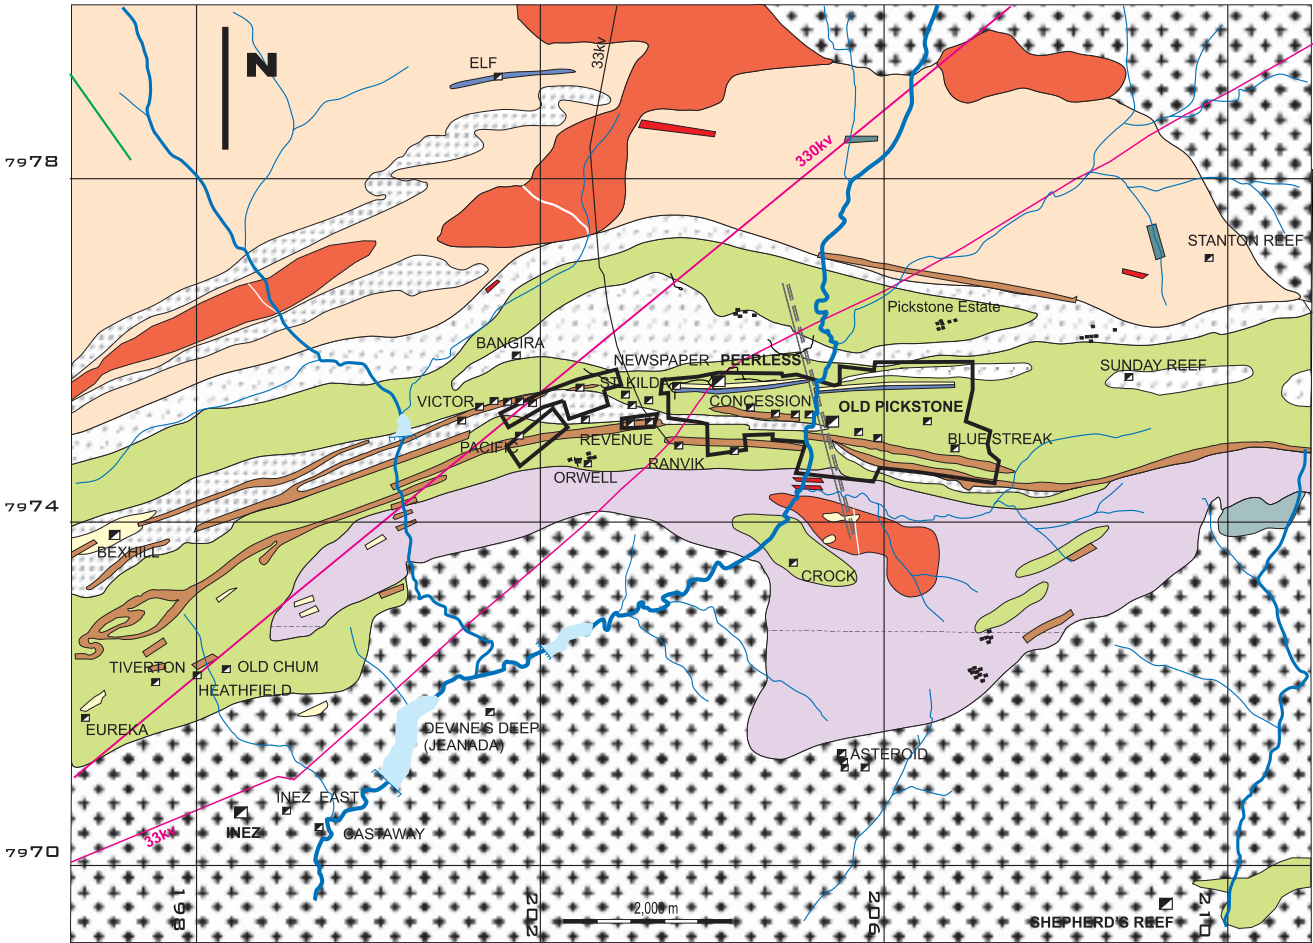 N
ELF
33kv
330kv
7978
STANTON REEF
Pickstone Estate
BANGIRA
NEWSPAPER
PEERLESS
SUNDAY REEF
ST. KILDA
VICTOR
CONCESSION
OLD PICKSTONE
PACIFIC
REVENUE
BLUE STREAK
RANVIK
ORWELL
7974
BEXHILL
CROCK
TIVERTON
OLD CHUM
HEATHFIELD
EUREKA
DEVINE'S DEEP
(JEANADA)
ASTEROID
INEZ EAST
INEZ
CASTAWAY
33kv
7970
198
202
2,000 m
206
SHEPHERD'S REEF
210